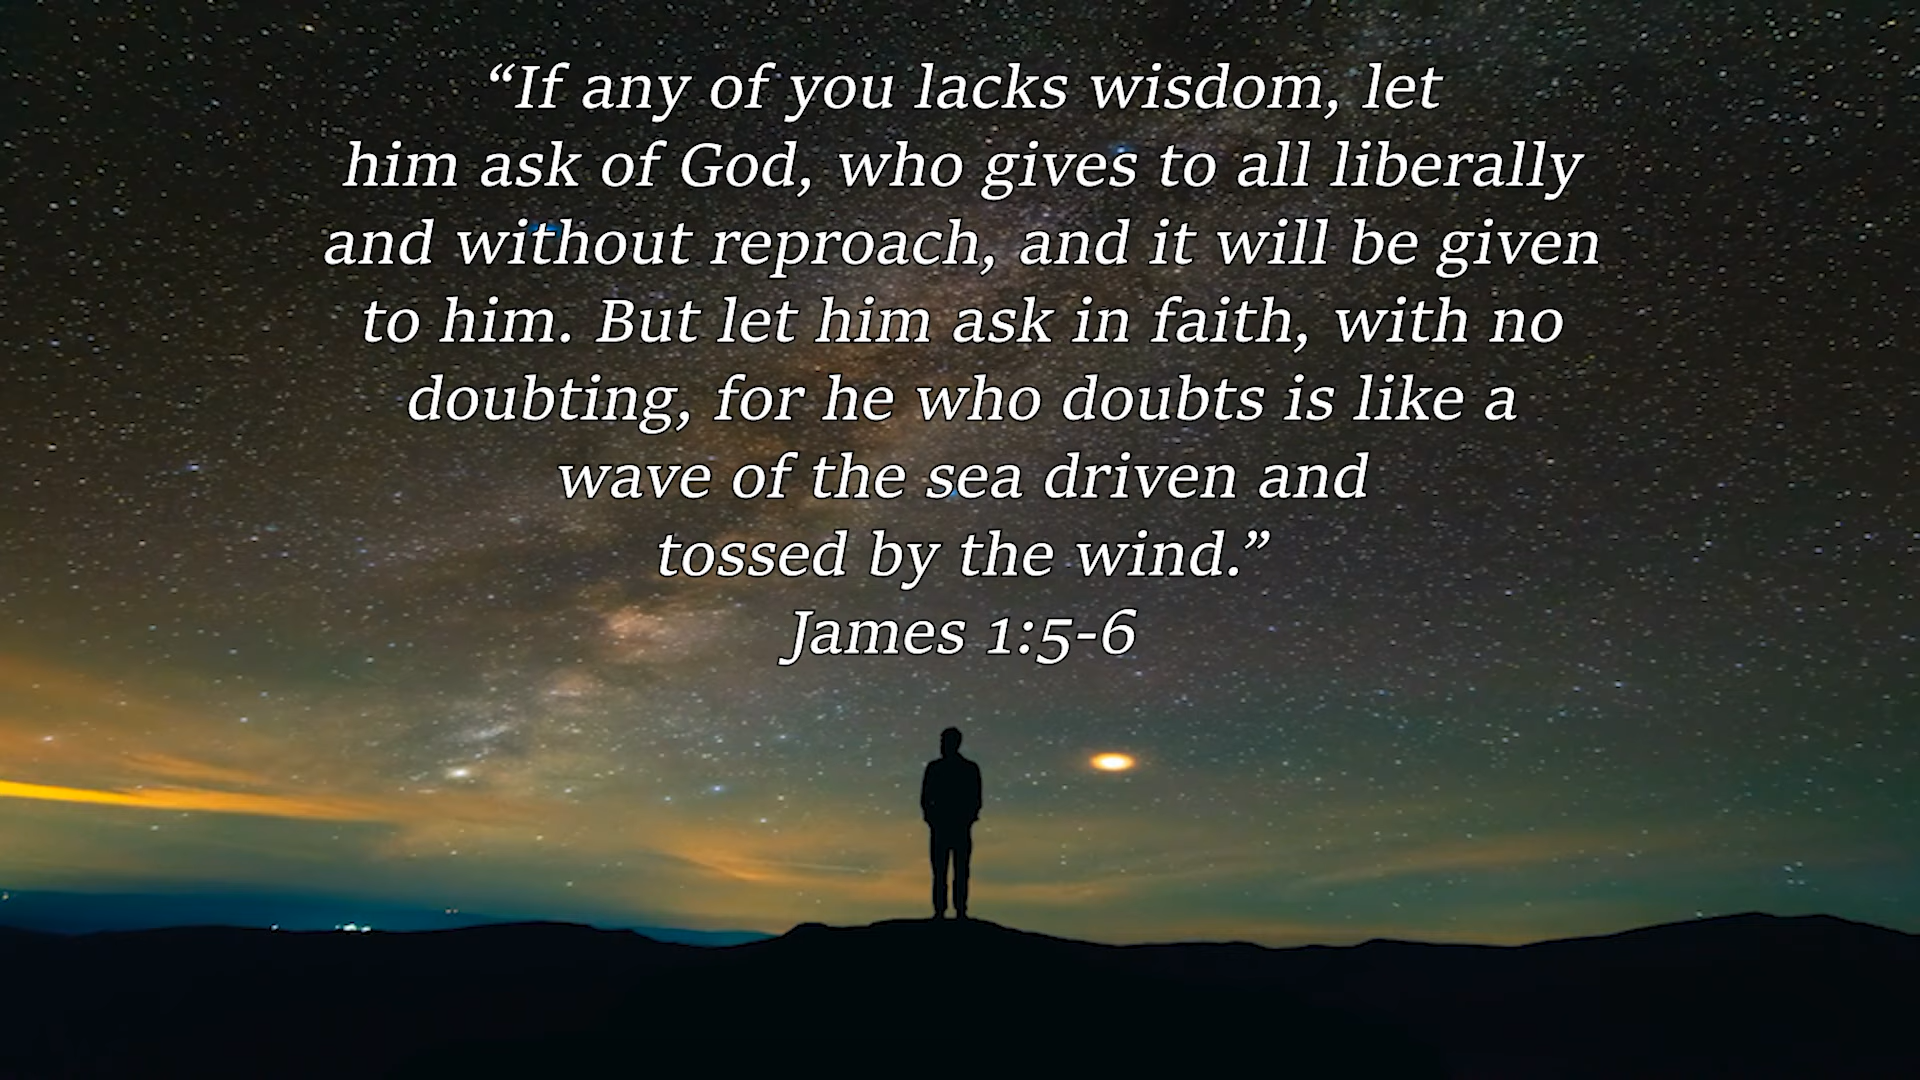 “If any of you lacks wisdom, let
him ask of God, who gives to all liberally
and without reproach, and it will be given
to him. But let him ask in faith, with no
doubting, for he who doubts is like a
wave of the sea driven and
tossed by the wind.”
James 1:5-6